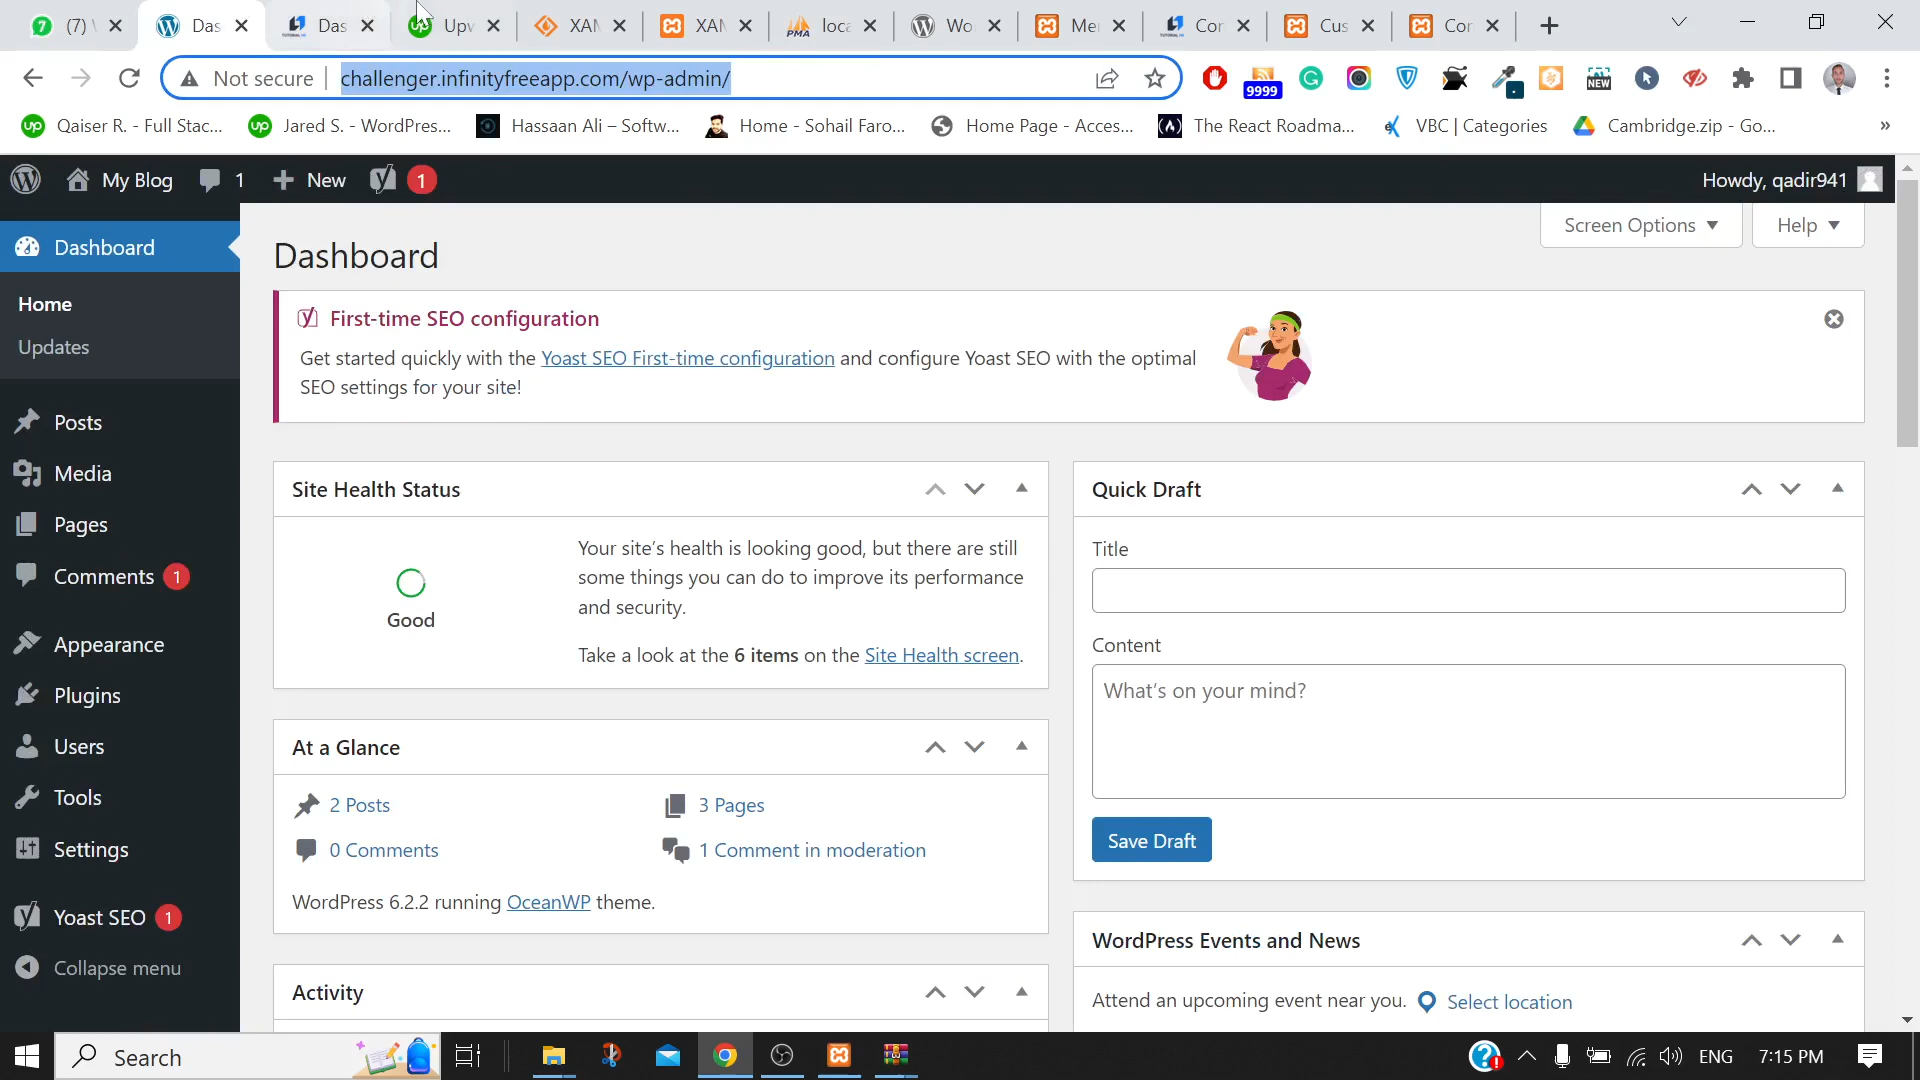 (7)
Das
Das
Upw
XAM
XAM
loca
Wo
Me
Cor
Cus
Cor
Not secure
challenger.infinityfreeapp.com/wp-admin/
9999
NEW
Qaiser R. - Full Stac...
Jared S. - WordPres...
Hassaan Ali – Softw...
Home - Sohail Faro...
Home Page - Acces...
The React Roadma...
VBC | Categories
Cambridge.zip - Go...
»
My Blog
1
New
1
Howdy, qadir941
Screen Options
Help
Dashboard
Home
Updates
Posts
Media
Pages
Comments 1
Appearance
Plugins
Users
Tools
Settings
Yoast SEO 1
Collapse menu
Dashboard
First-time SEO configuration
Get started quickly with the Yoast SEO First-time configuration and configure Yoast SEO with the optimal
SEO settings for your site!
Site Health Status
Good
Your site's health is looking good, but there are still
some things you can do to improve its performance
and security.
Take a look at the 6 items on the Site Health screen.
At a Glance
2 Posts
3 Pages
0 Comments
1 Comment in moderation
WordPress 6.2.2 running OceanWP theme.
Activity
Quick Draft
Title
Content
What's on your mind?
Save Draft
WordPress Events and News
Attend an upcoming event near you.
Select location
Search
ENG
7:15 PM